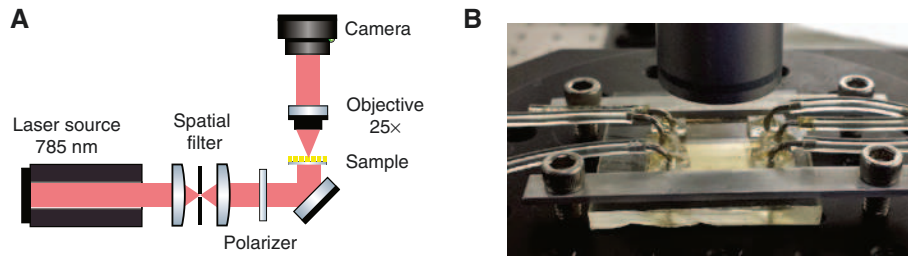 A
Camera
Objective
25×
Sample
Laser source
785 nm
Spatial
filter
Polarizer
B